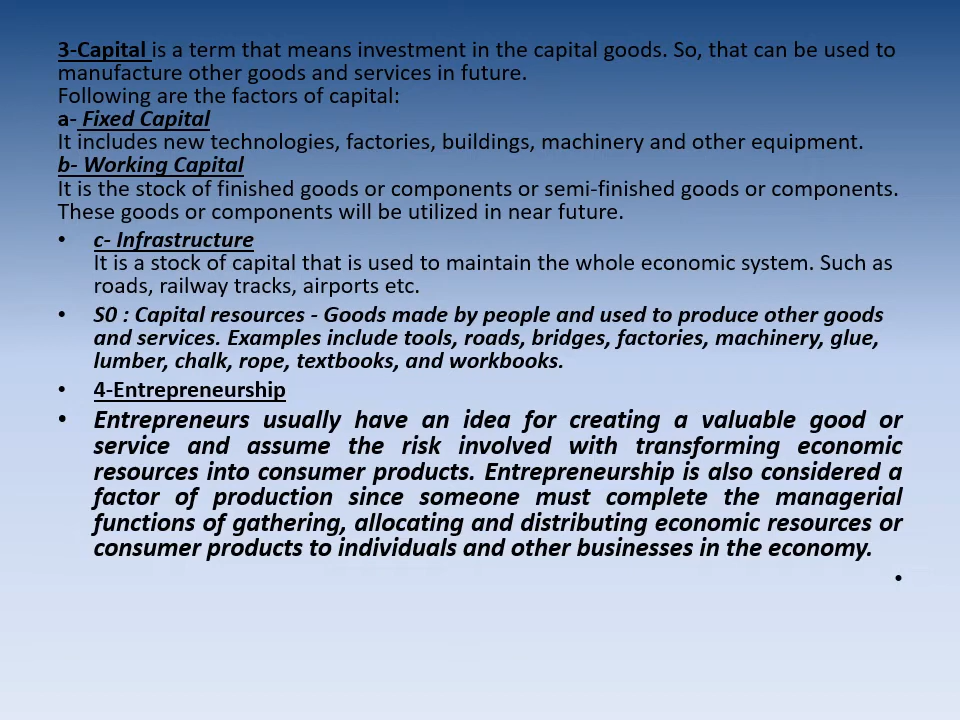 3-Capital is a term that means investment in the capital goods. So, that can be used to
manufacture other goods and services in future.
Following are the factors of capital:
a- Fixed Capital
It includes new technologies, factories, buildings, machinery and other equipment.
b- Working Capital
It is the stock of finished goods or components or semi-finished goods or components.
These goods or components will be utilized in near future.
• c- Infrastructure
It is a stock of capital that is used to maintain the whole economic system. Such as
roads, railway tracks, airports etc.
• S0 : Capital resources - Goods made by people and used to produce other goods
and services. Examples include tools, roads, bridges, factories, machinery, glue,
lumber, chalk, rope, textbooks, and workbooks.
• 4-Entrepreneurship
• Entrepreneurs usually have an idea for creating a valuable good or
service and assume the risk involved with transforming economic
resources into consumer products. Entrepreneurship is also considered a
factor of production since someone must complete the managerial
functions of gathering, allocating and distributing economic resources or
consumer products to individuals and other businesses in the economy.
•